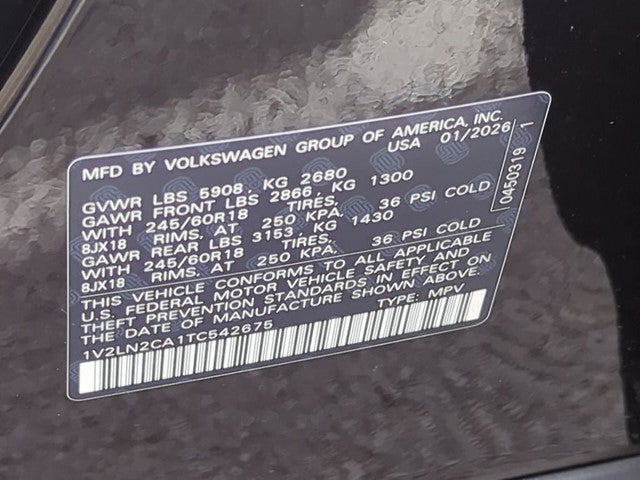 MFD BY VOLKSWAGEN GROUP OF AMERICA, INC.
USA 01/2026
GVWR LBS 5908, KG 2680
GAWR FRONT LBS 2866, KG 1300
WITH 245/60R18 TIRES,
8JX18 RIMS, AT 250 KPA, 36 PSI COLD
GAWR REAR LBS 3153, KG 1430
WITH 245/60R18 TIRES,
8JX18 RIMS, AT 250 KPA, 36 PSI COLD
THIS VEHICLE CONFORMS TO ALL APPLICABLE
U.S. FEDERAL MOTOR VEHICLE SAFETY AND
THEFT PREVENTION STANDARDS IN EFFECT ON
THE DATE OF MANUFACTURE SHOWN ABOVE.
1V2LN2CA1TC542675 TYPE: MPV
0450319 1